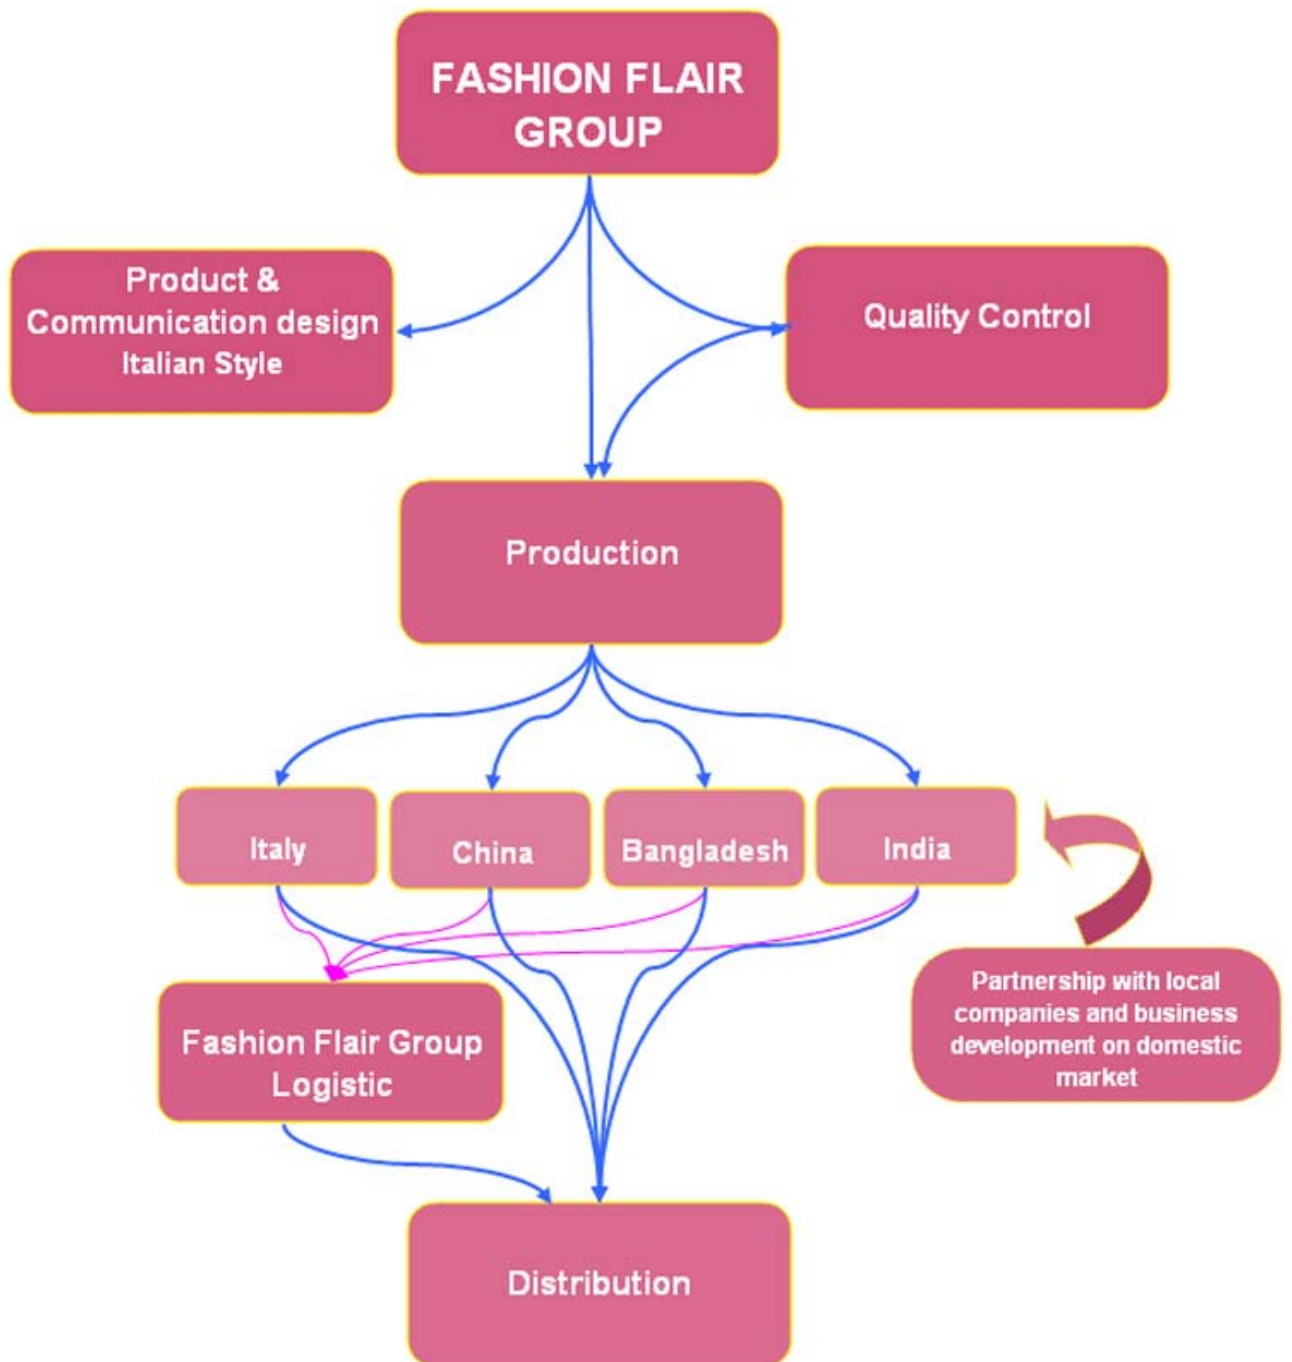 FASHION FLAIR
GROUP
Product &
Communication design
Italian Style
Quality Control
Production
Italy
China
Bangladesh
India
Partnership with local
companies and business
development on domestic
market
Fashion Flair Group
Logistic
Distribution